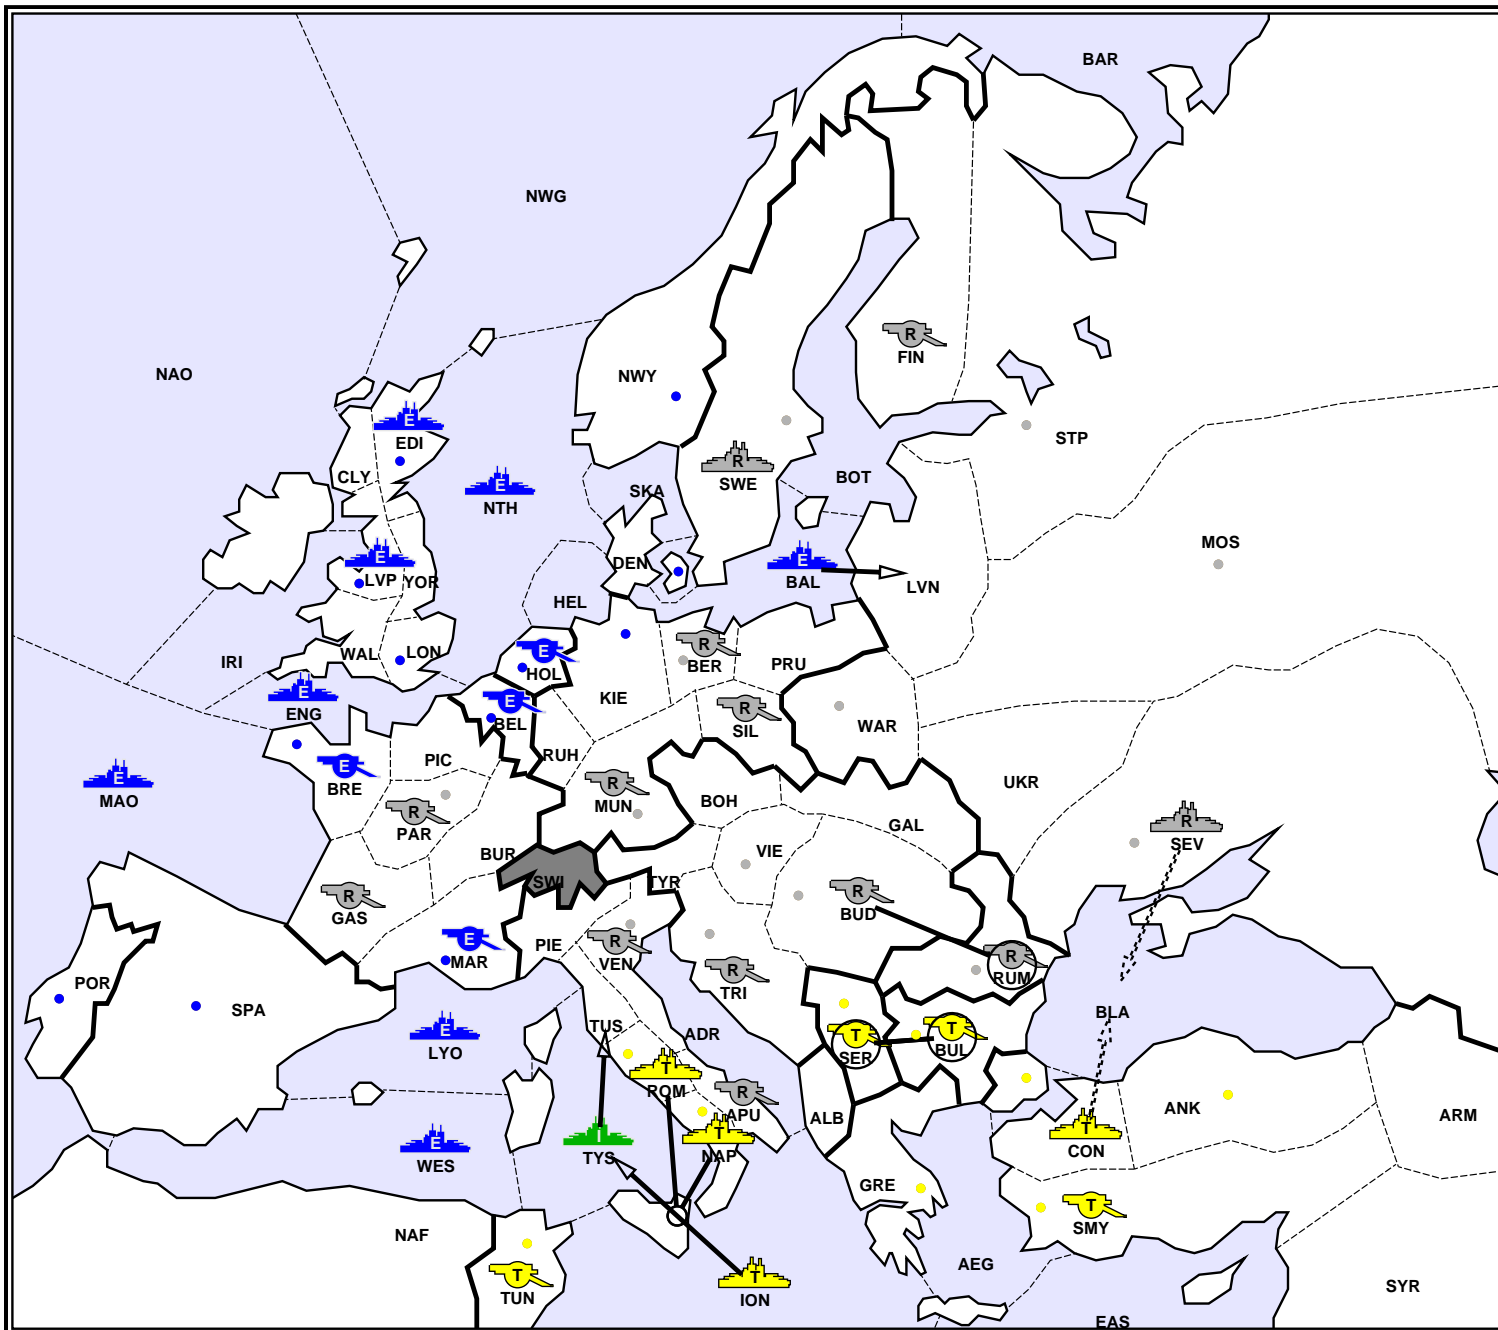 BAR
NWG
R
FIN
NAO
NWY
E
EDI
STP
CLY
R
SWE
BOT
E
NTH
SKA
MOS
E
LVP
YOR
DEN
E
BAL
LVN
HEL
IRI
WAL
LON
E
HOL
R
BER
PRU
E
ENG
E
BEL
KIE
R
SIL
WAR
PIC
RUH
UKR
E
MAO
E
BRE
R
MUN
BOH
R
PAR
GAL
R
SEV
BUR
VIE
SWI
TYR
R
GAS
R
BUD
E
MAR
PIE
R
VEN
R
RUM
POR
SPA
R
TRI
E
LYO
TUS
ADR
T
SER
T
BUL
BLA
T
ROM
R
APU
ALB
ANK
ARM
E
WES
I
TYS
T
NAP
T
CON
GRE
T
SMY
NAF
AEG
T
TUN
T
ION
SYR
EAS